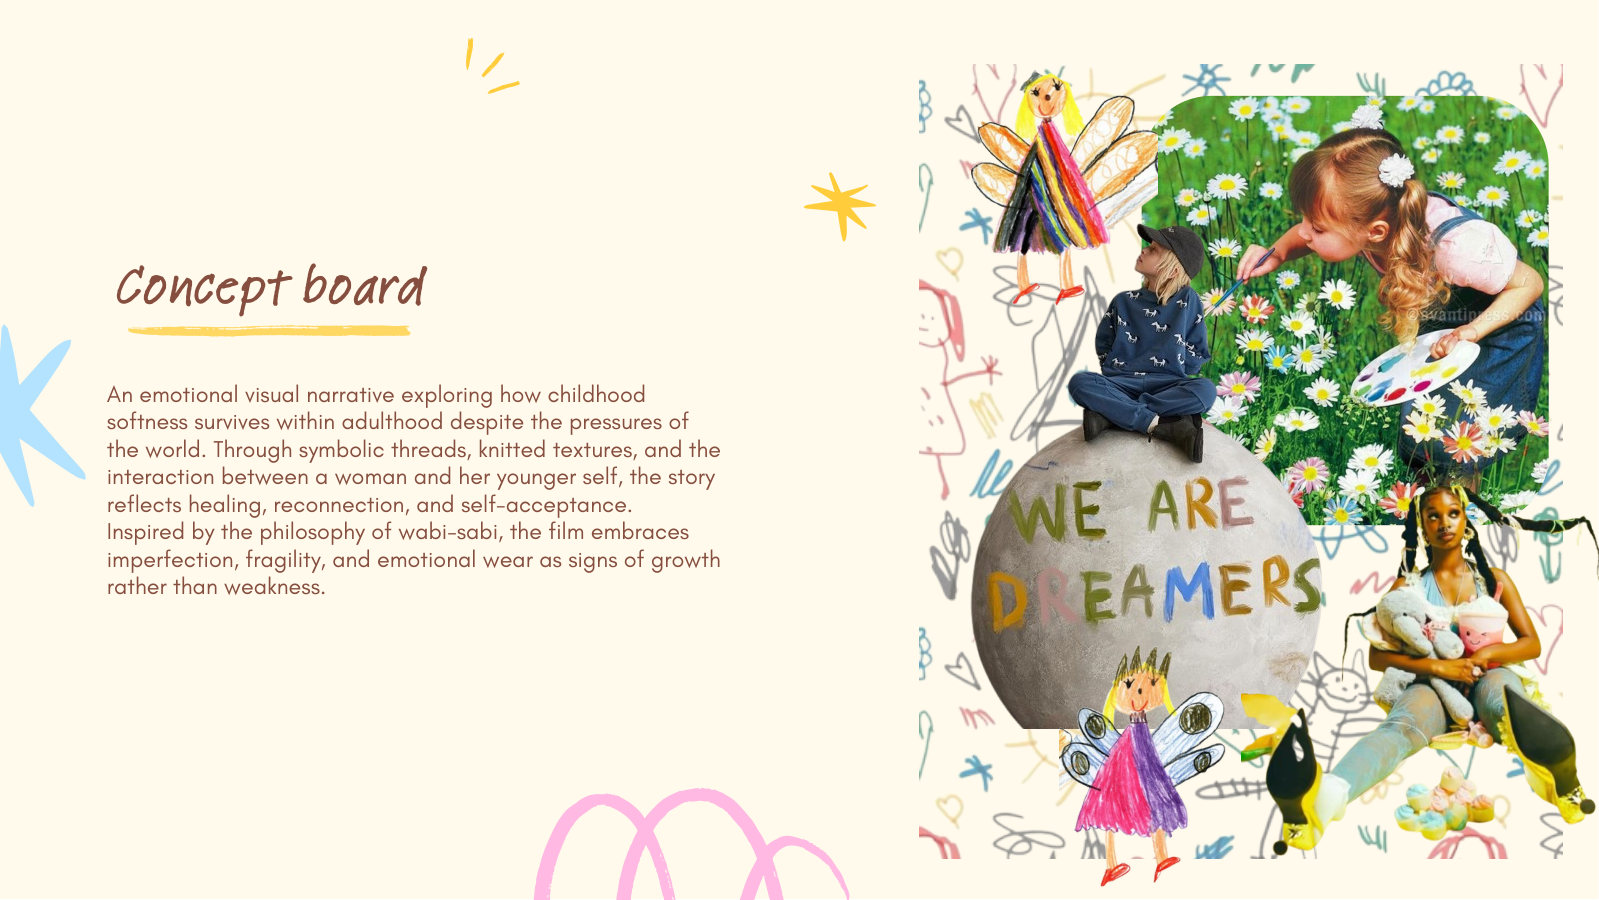 Concept board
An emotional visual narrative exploring how childhood
softness survives within adulthood despite the pressures of
the world. Through symbolic threads, knitted textures, and the
interaction between a woman and her younger self, the story
reflects healing, reconnection, and self-acceptance.
Inspired by the philosophy of wabi-sabi, the film embraces
imperfection, fragility, and emotional wear as signs of growth
rather than weakness.
©avantipress.com
WE ARE
DREAMERS